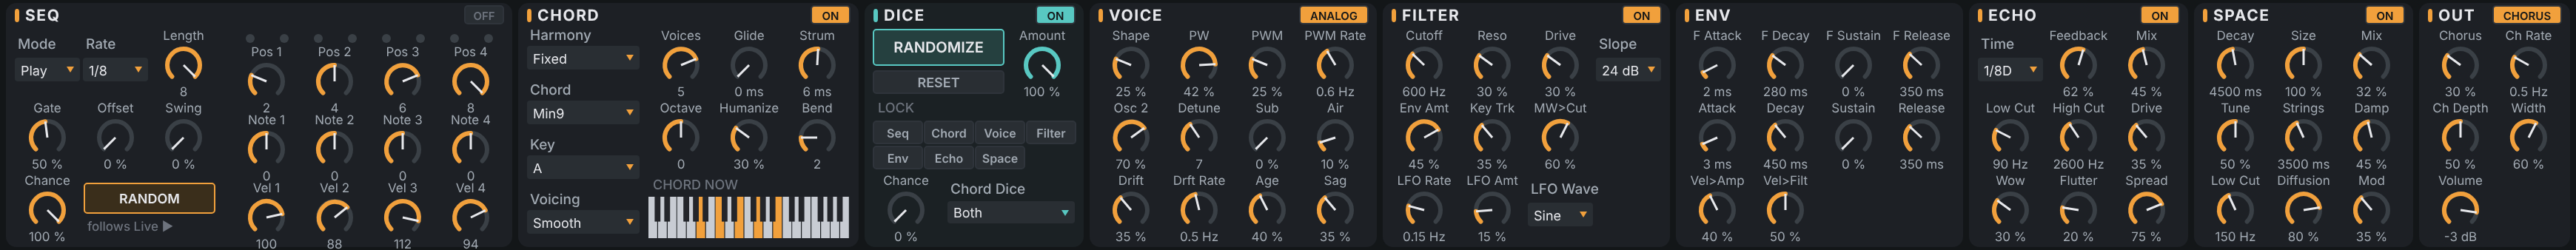 SEQ OFF
Mode Rate Length
Play 1/8 8
Pos 1 Pos 2 Pos 3 Pos 4
2 4 6 8
Gate Offset Swing
50 % 0 % 0 %
Note 1 Note 2 Note 3 Note 4
0 0 0 0
Chance RANDOM
100 % follows Live ▶
Vel 1 Vel 2 Vel 3 Vel 4
100 88 112 94
CHORD ON
Harmony
Fixed
Chord
Min9
Key
A
Voicing
Smooth
Voices Glide Strum
5 0 ms 6 ms
Octave Humanize Bend
0 30 % 2
CHORD NOW
DICE ON
RANDOMIZE Amount
RESET 100 %
LOCK
Seq Chord Voice Filter
Env Echo Space
Chance Chord Dice
0 % Both
VOICE ANALOG
Shape PW PWM PWM Rate
25 % 42 % 25 % 0.6 Hz
Osc 2 Detune Sub Air
70 % 7 0 % 10 %
Drift Drft Rate Age Sag
35 % 0.5 Hz 40 % 35 %
FILTER ON
Cutoff Reso Drive Slope
600 Hz 30 % 30 % 24 dB
Env Amt Key Trk MW>Cut
45 % 35 % 60 %
LFO Rate LFO Amt LFO Wave
0.15 Hz 15 % Sine
ENV
F Attack F Decay F Sustain F Release
2 ms 280 ms 0 % 350 ms
Attack Decay Sustain Release
3 ms 450 ms 0 % 350 ms
Vel>Amp Vel>Filt
40 % 50 %
ECHO ON
Time Feedback Mix
1/8D 62 % 45 %
Low Cut High Cut Drive
90 Hz 2600 Hz 35 %
Wow Flutter Spread
30 % 20 % 75 %
SPACE ON
Decay Size Mix
4500 ms 100 % 32 %
Tune Strings Damp
50 % 3500 ms 45 %
Low Cut Diffusion Mod
150 Hz 80 % 35 %
OUT CHORUS
Chorus Ch Rate
30 % 0.5 Hz
Ch Depth Width
50 % 60 %
Volume
-3 dB